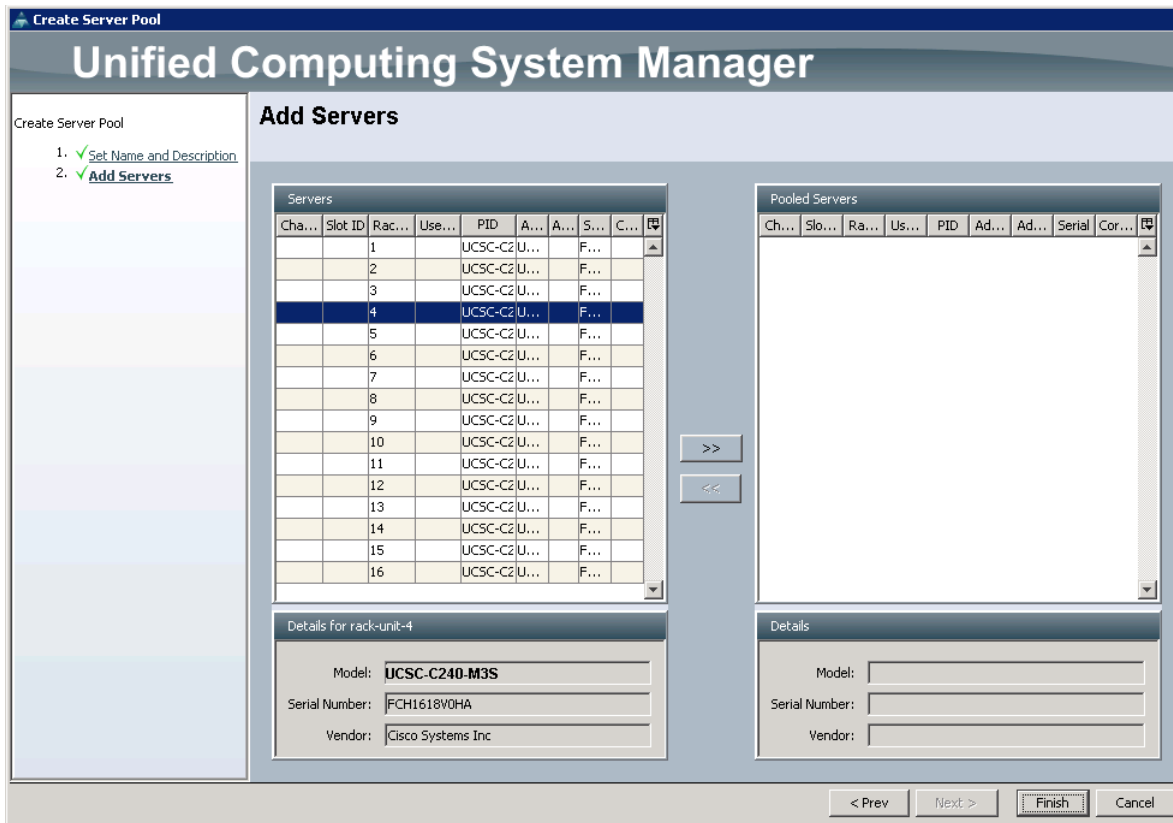 Create Server Pool
Unified Computing System Manager
Create Server Pool
1. Set Name and Description
2. Add Servers
Add Servers
Servers
Cha... Slot ID Rac... Use... PID A... A... S... C...
1 UCSC-C2 U... F...
2 UCSC-C2 U... F...
3 UCSC-C2 U... F...
4 UCSC-C2 U... F...
5 UCSC-C2 U... F...
6 UCSC-C2 U... F...
7 UCSC-C2 U... F...
8 UCSC-C2 U... F...
9 UCSC-C2 U... F...
10 UCSC-C2 U... F...
11 UCSC-C2 U... F...
12 UCSC-C2 U... F...
13 UCSC-C2 U... F...
14 UCSC-C2 U... F...
15 UCSC-C2 U... F...
16 UCSC-C2 U... F...
Details for rack-unit-4
Model: UCSC-C240-M3S
Serial Number: FCH1618V0HA
Vendor: Cisco Systems Inc
>>
<<
Pooled Servers
Ch... Slo... Ra... Us... PID Ad... Ad... Serial Cor...
Details
Model:
Serial Number:
Vendor:
< Prev Next > Finish Cancel